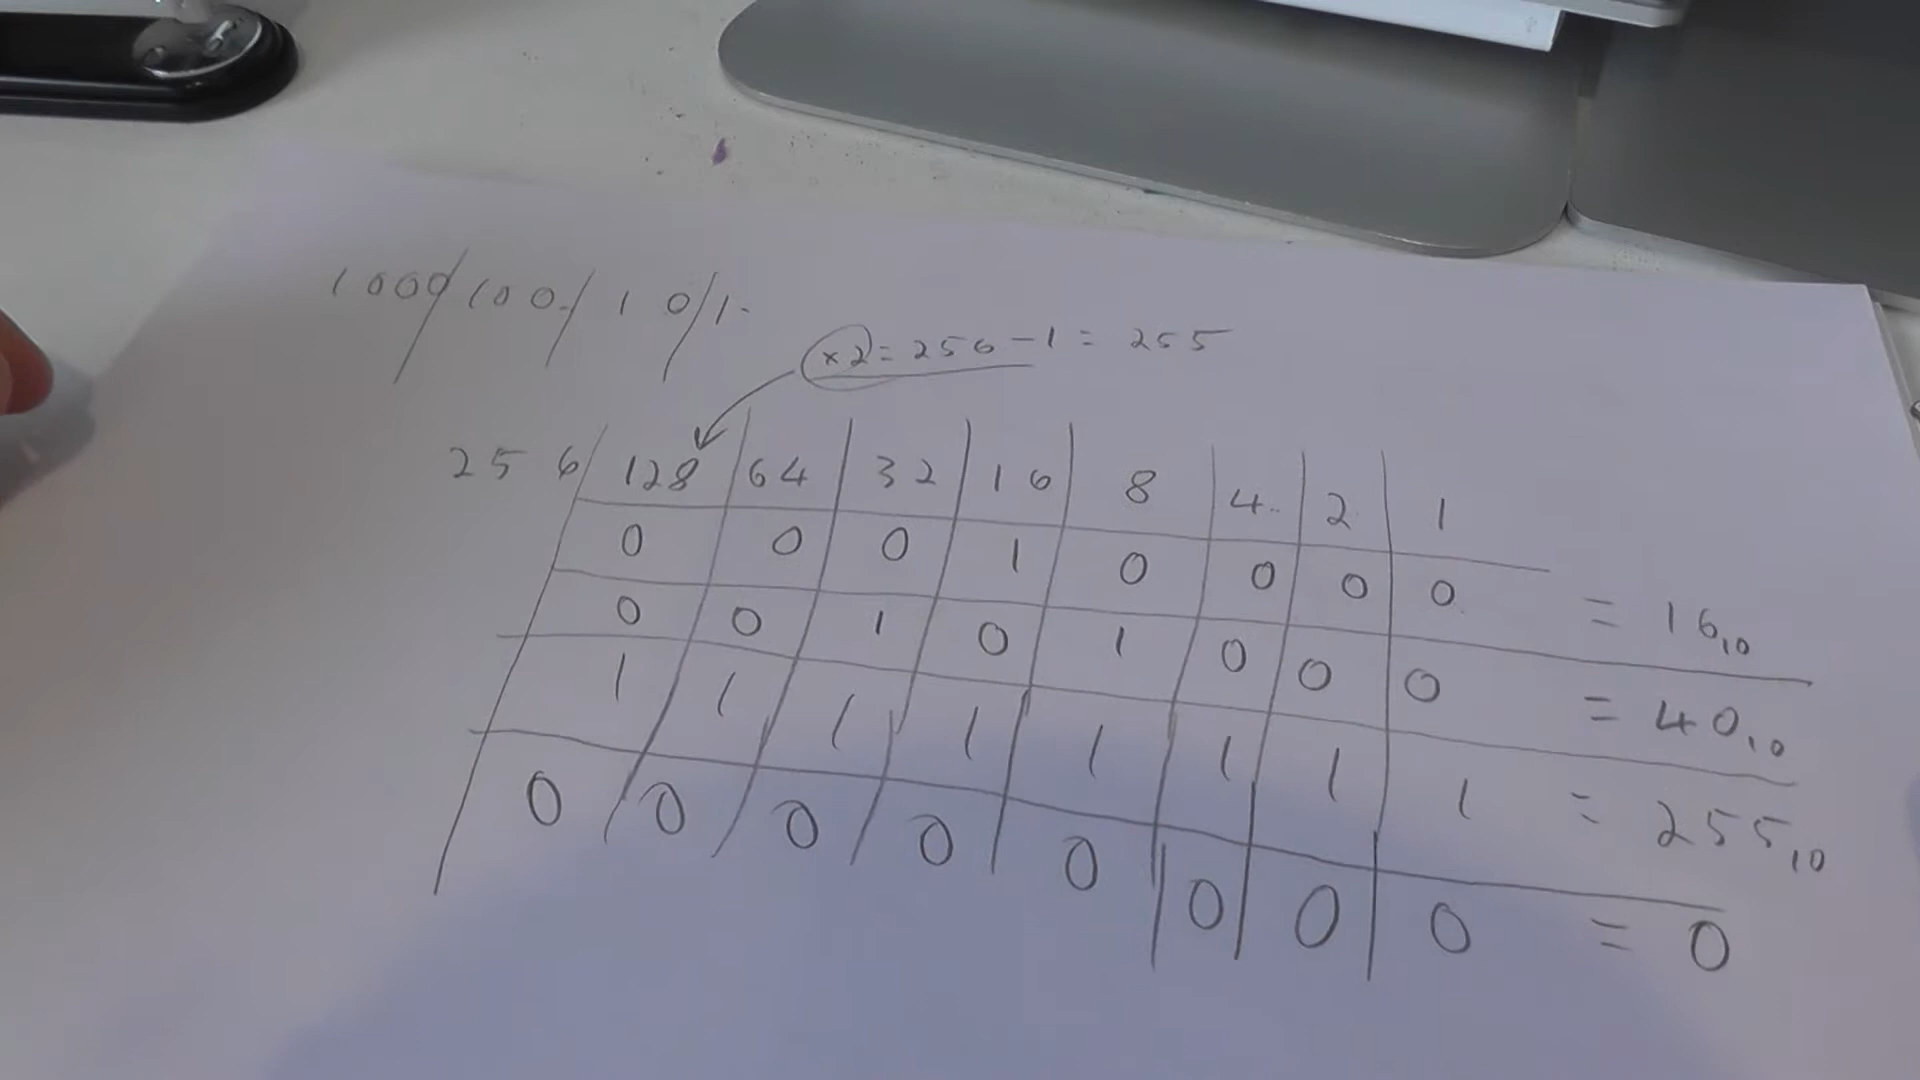 1000/100/10/1
×2 = 256 - 1 = 255
256 128 64 32 16 8 4 2 1
0 0 0 1 0 0 0 0 = 16₁₀
0 0 1 0 1 0 0 0 = 40₁₀
1 1 1 1 1 1 1 1 = 255₁₀
0 0 0 0 0 0 0 0 = 0